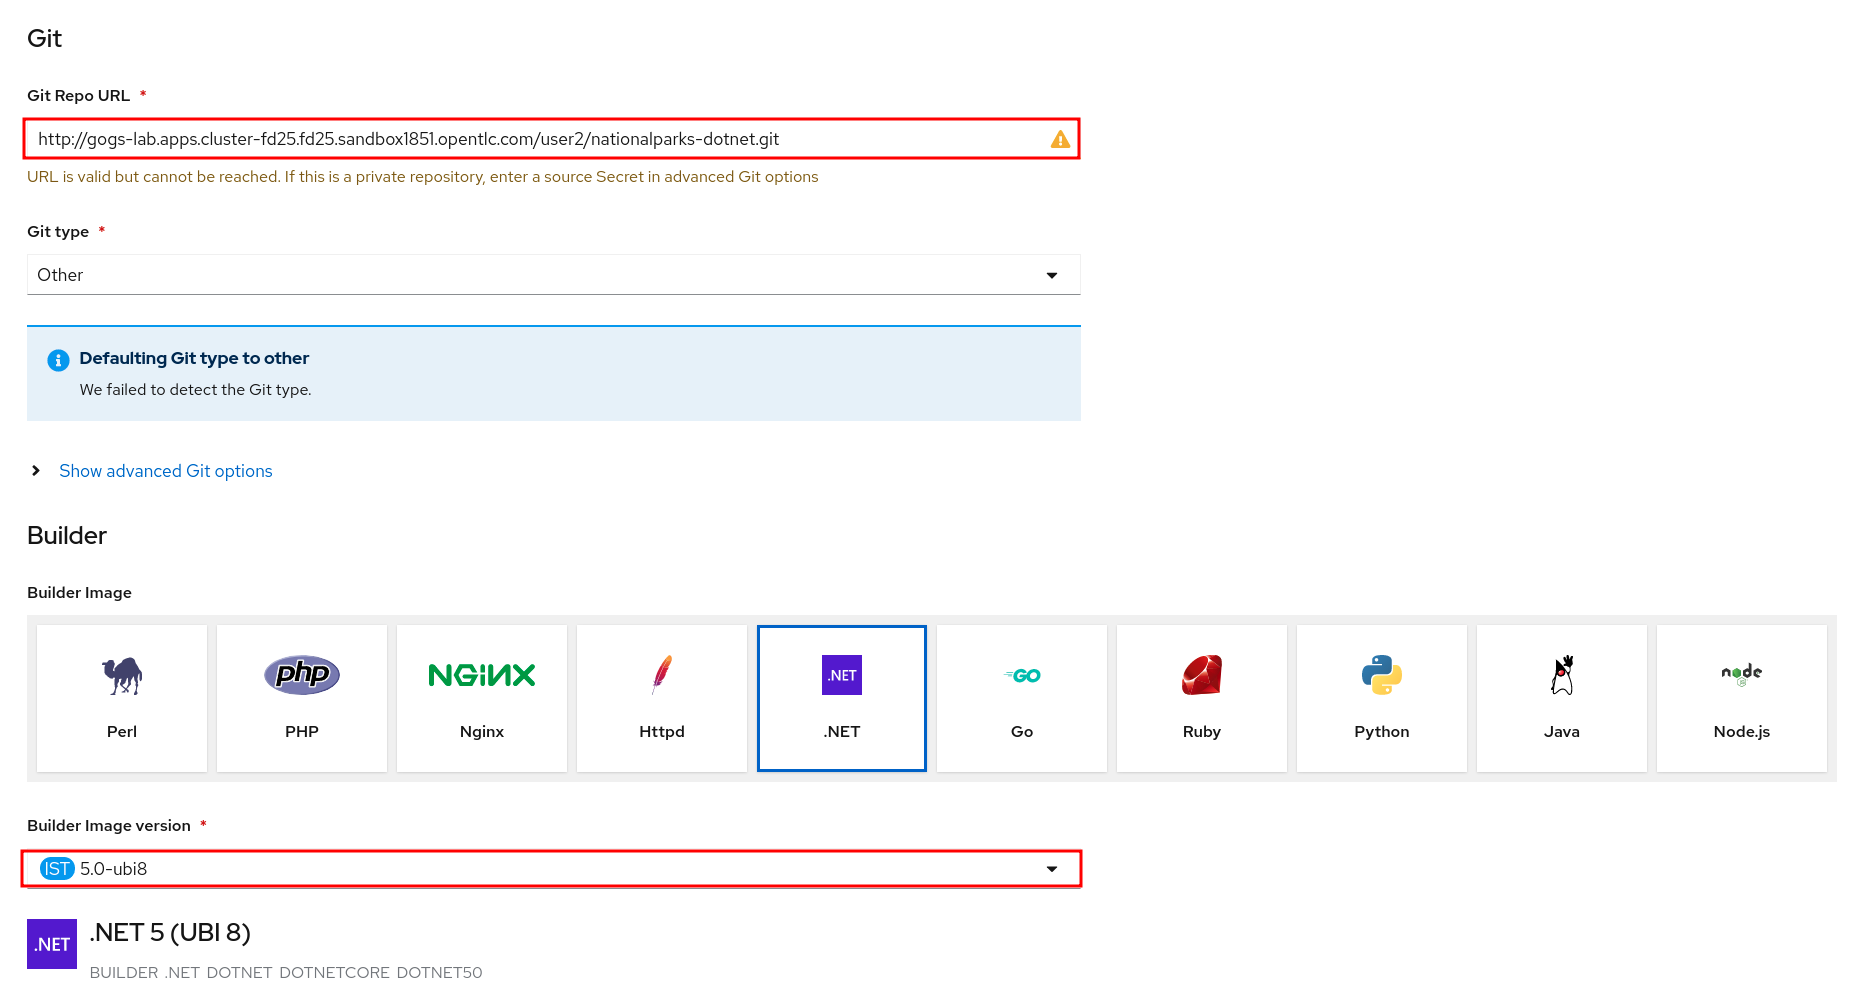 Git
Git Repo URL *
http://gogs-lab.apps.cluster-fd25.fd25.sandbox1851.opentlc.com/user2/nationalparks-dotnet.git
URL is valid but cannot be reached. If this is a private repository, enter a source Secret in advanced Git options
Git type *
Other
Defaulting Git type to other
We failed to detect the Git type.
Show advanced Git options
Builder
Builder Image
php NGINX .NET GO node JS
Perl PHP Nginx Httpd .NET Go Ruby Python Java Node.js
Builder Image version *
IST 5.0-ubi8
.NET .NET 5 (UBI 8)
BUILDER .NET DOTNET DOTNETCORE DOTNET50